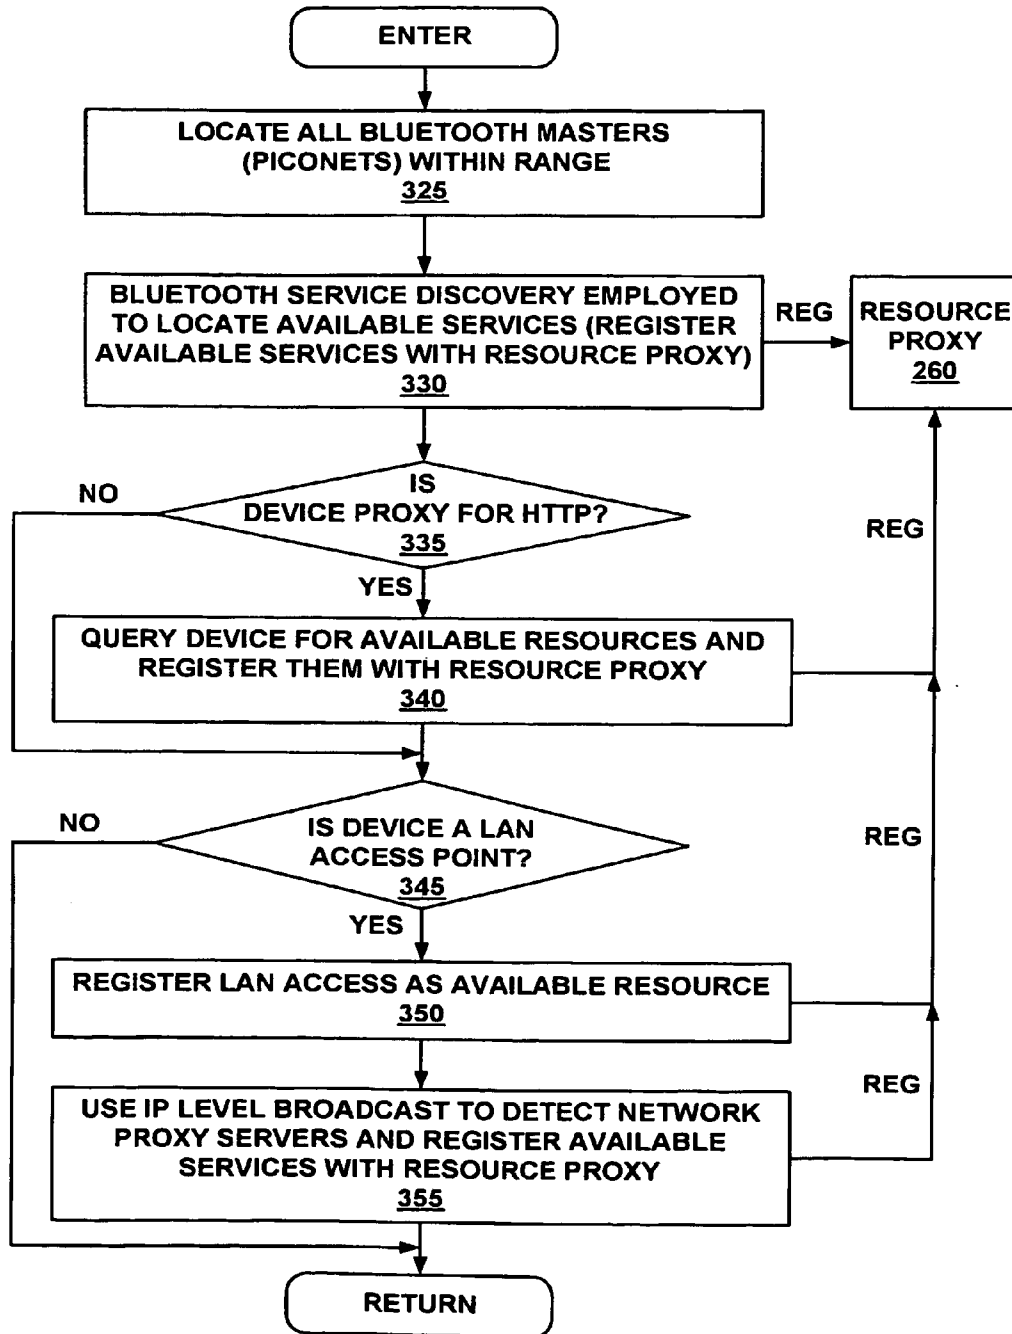 ENTER
LOCATE ALL BLUETOOTH MASTERS
(PICONETS) WITHIN RANGE
325
BLUETOOTH SERVICE DISCOVERY EMPLOYED
TO LOCATE AVAILABLE SERVICES (REGISTER
AVAILABLE SERVICES WITH RESOURCE PROXY)
330
REG
RESOURCE
PROXY
260
IS
DEVICE PROXY FOR HTTP?
335
NO
YES
REG
QUERY DEVICE FOR AVAILABLE RESOURCES AND
REGISTER THEM WITH RESOURCE PROXY
340
IS DEVICE A LAN
ACCESS POINT?
345
NO
YES
REG
REGISTER LAN ACCESS AS AVAILABLE RESOURCE
350
REG
USE IP LEVEL BROADCAST TO DETECT NETWORK
PROXY SERVERS AND REGISTER AVAILABLE
SERVICES WITH RESOURCE PROXY
355
RETURN